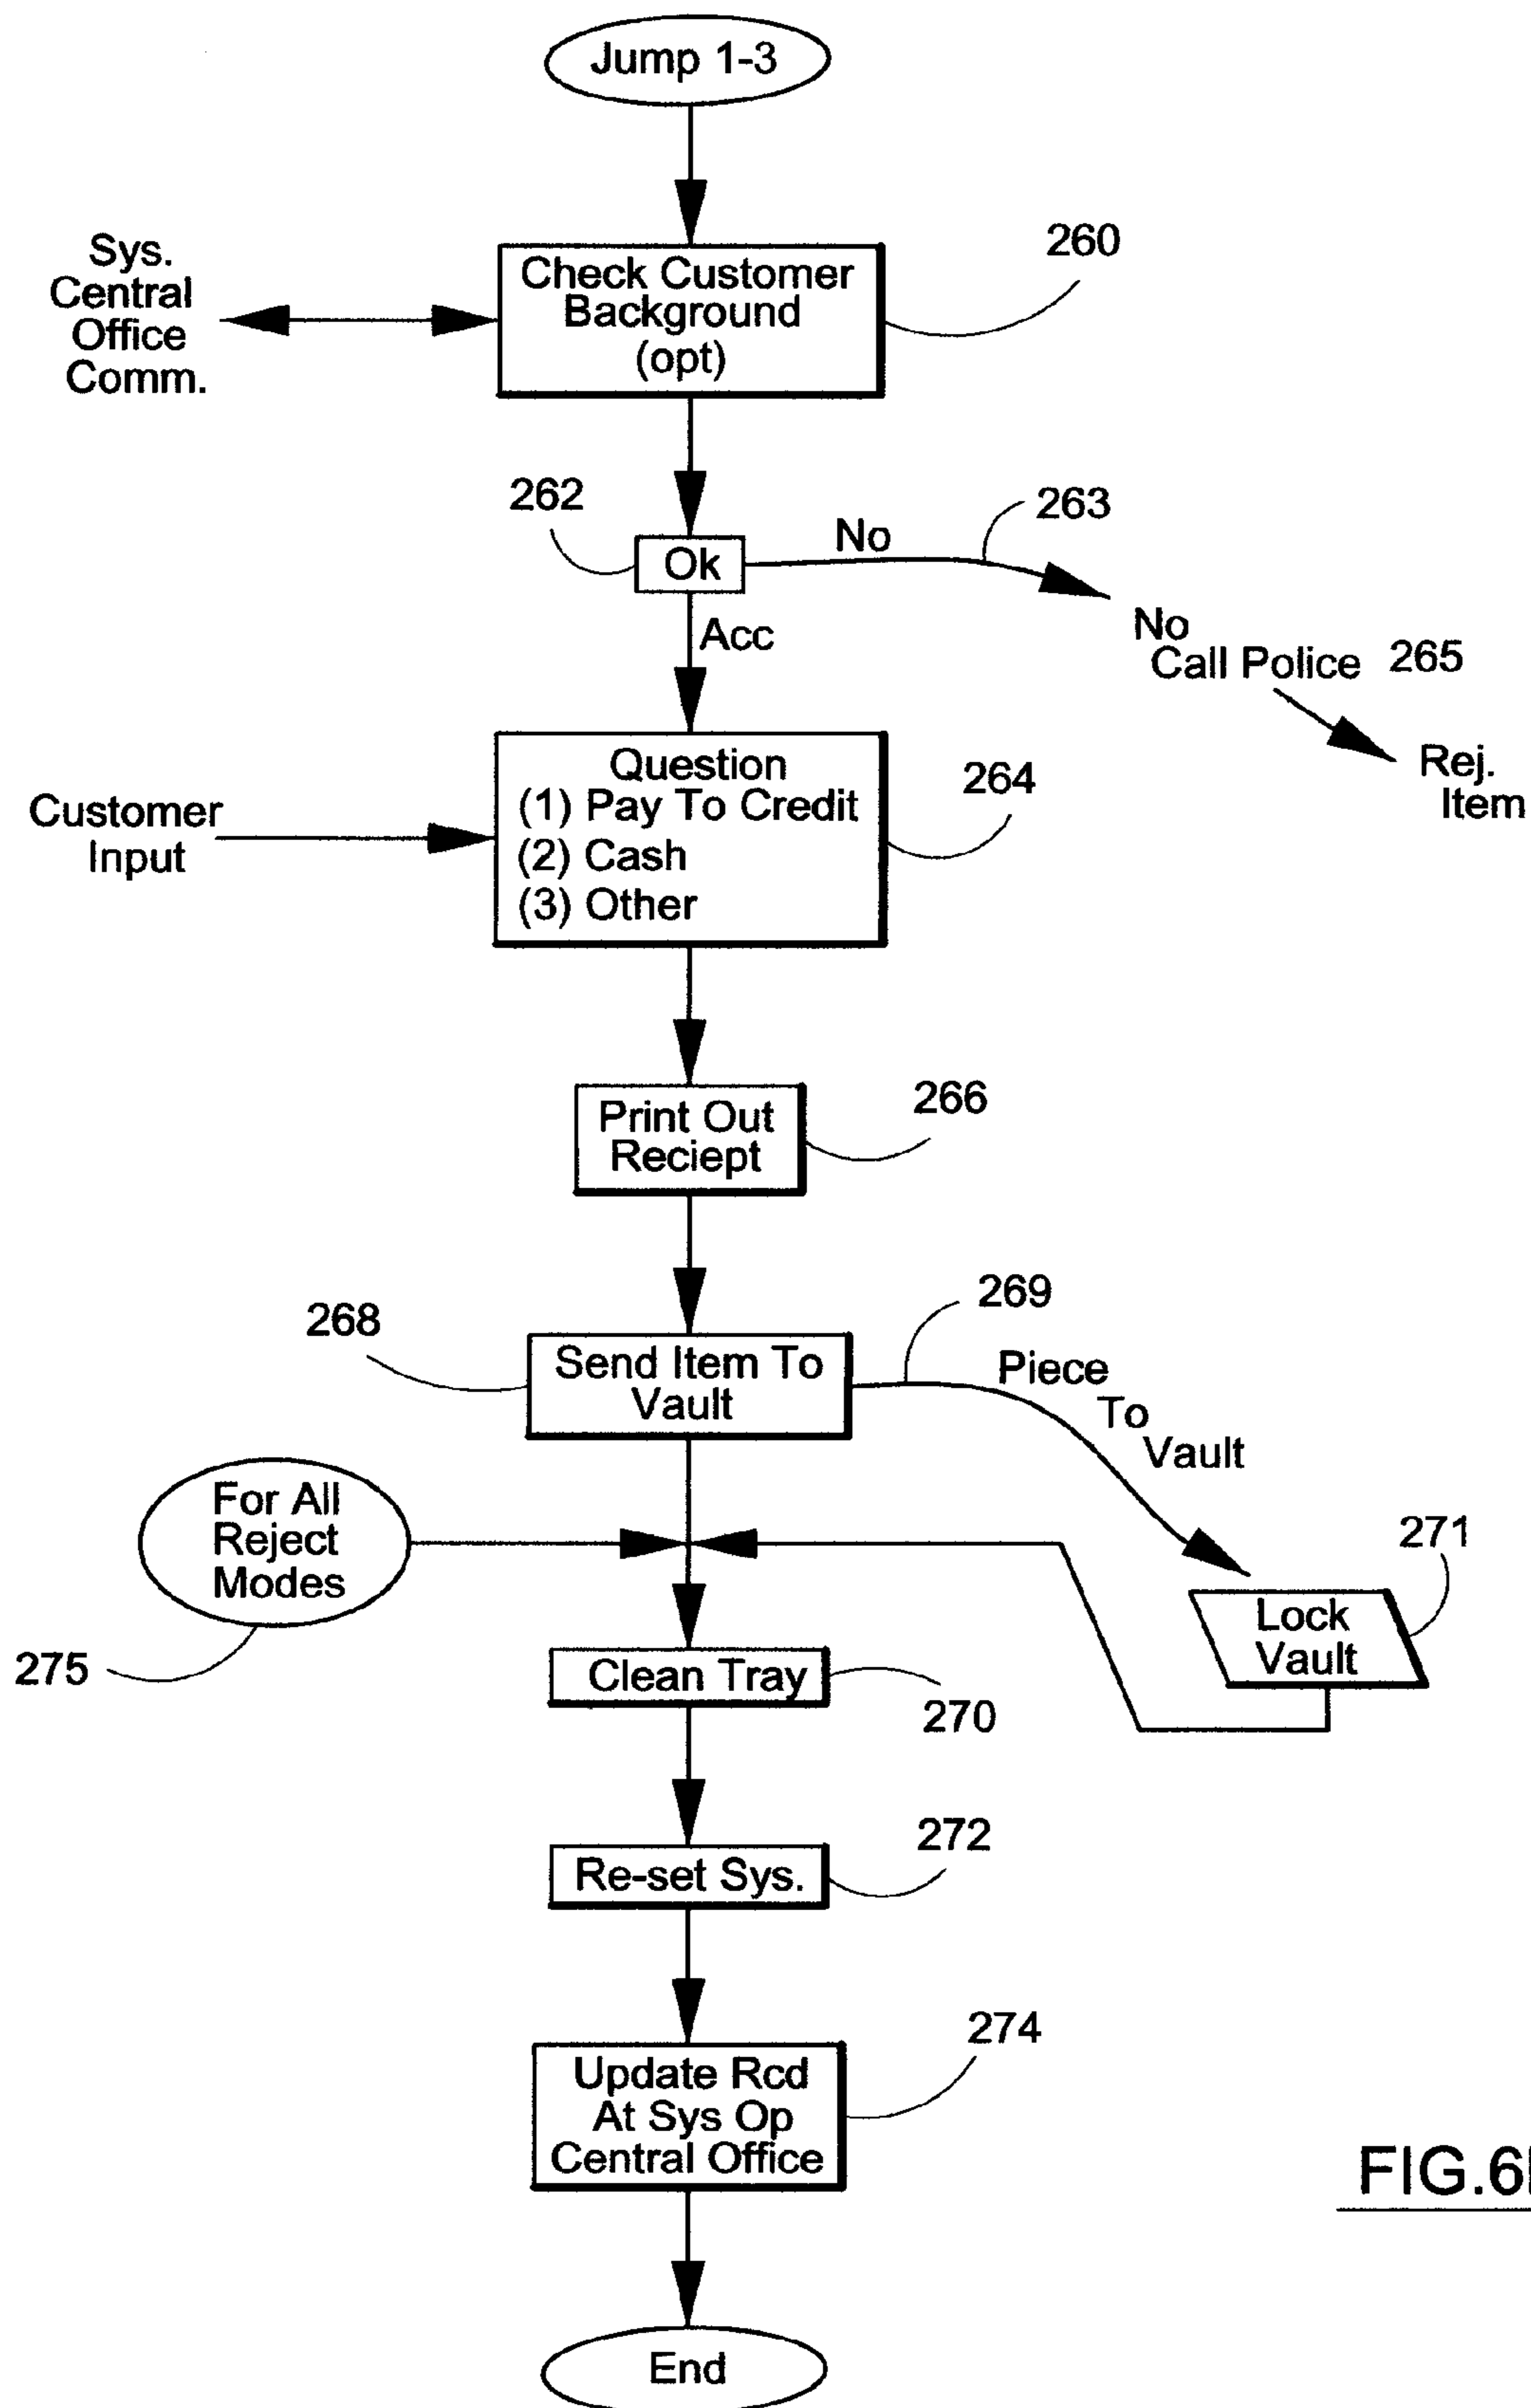 Jump 1-3
Sys.
Central
Office
Comm.
Check Customer
Background
(opt)
260
262
Ok
No
263
No
Call Police 265
Rej.
Item
Acc
Customer
Input
Question
(1) Pay To Credit
(2) Cash
(3) Other
264
Print Out
Reciept
266
268
Send Item To
Vault
269
Piece
To
Vault
For All
Reject
Modes
275
271
Lock
Vault
Clean Tray
270
Re-set Sys.
272
Update Rcd
At Sys Op
Central Office
274
End